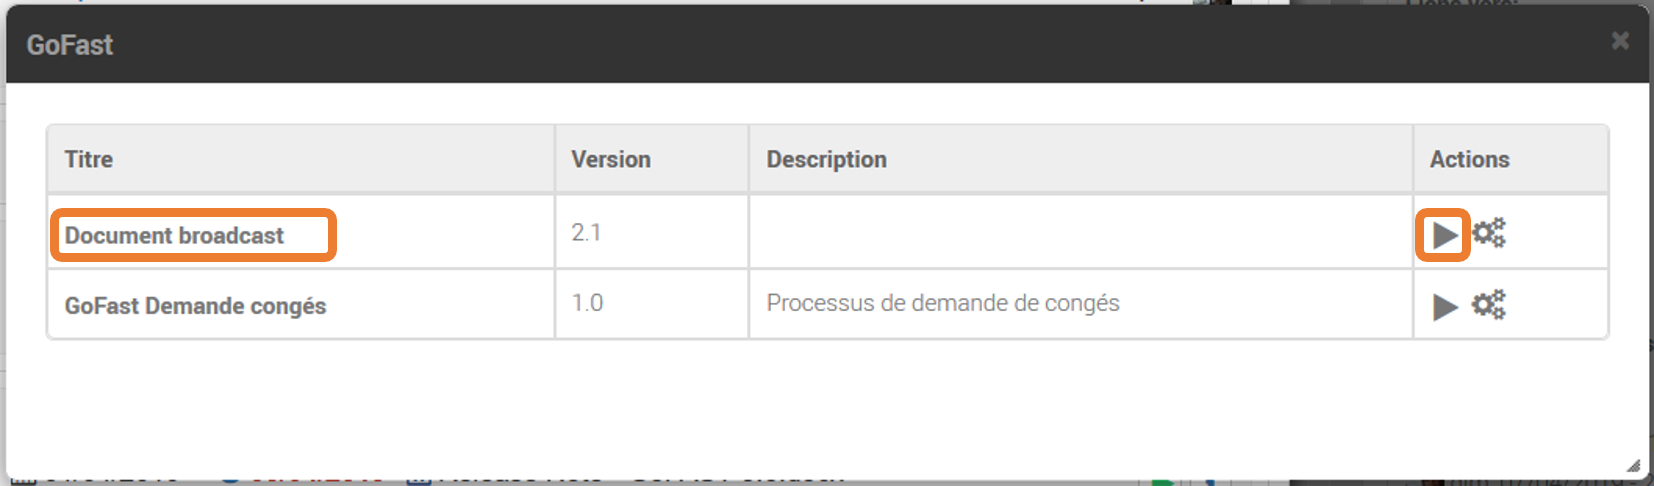 GoFast
Titre Version Description Actions
Document broadcast 2.1
GoFast Demande congés 1.0 Processus de demande de congés